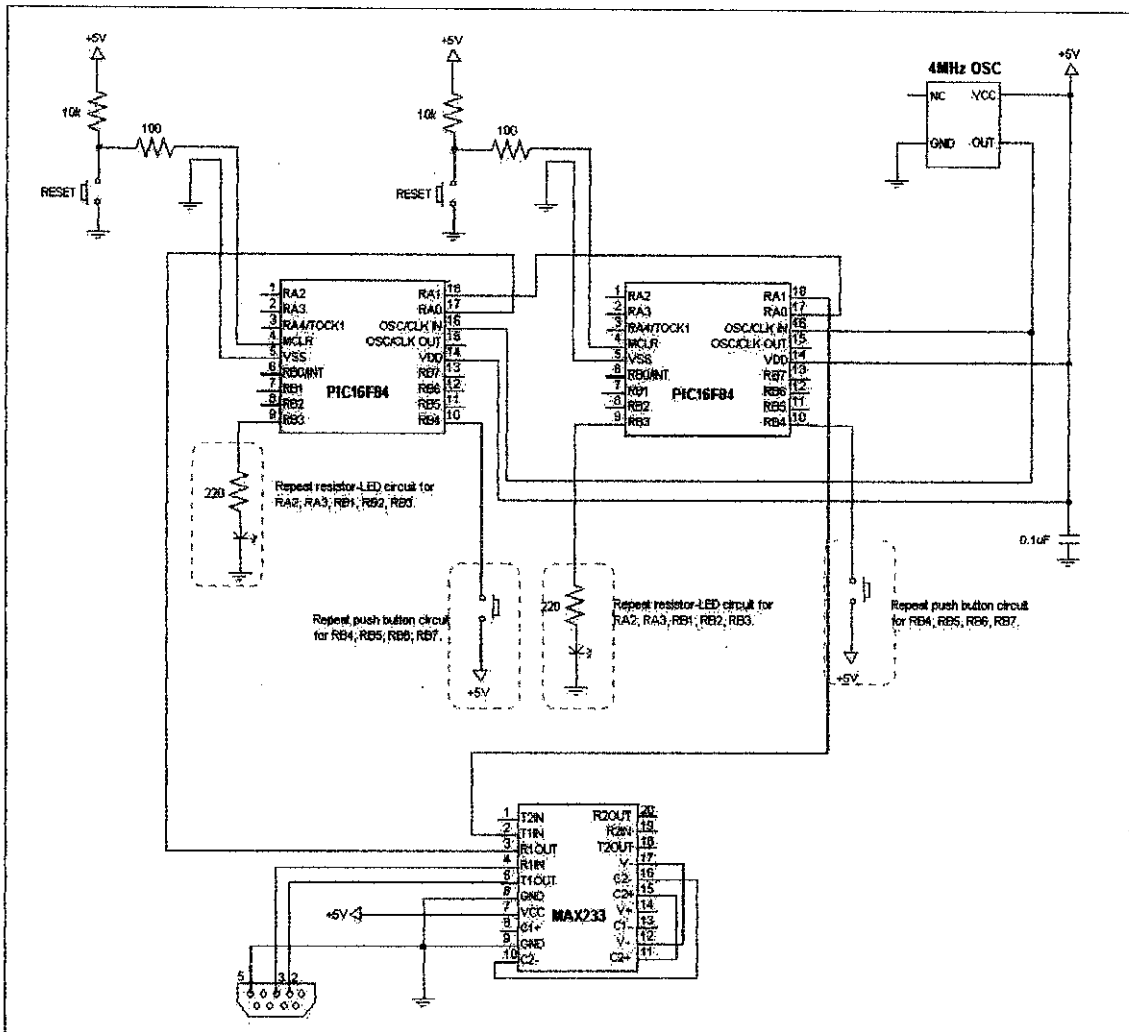 +5V
10k
100
RESET
+5V
10k
100
RESET
4MHz OSC
NC VCC
GND OUT
+5V
1 RA2
2 RA3
3 RA4/TOCK1
4 MCLR
5 VSS
6 RB0/INT
7 RB1
8 RB2
9 RB3
RA1 18
RA0 17
OSC/CLK IN 16
OSC/CLK OUT 15
VDD 14
RB7 13
RB6 12
RB5 11
RB4 10
PIC16F84
1 RA2
2 RA3
3 RA4/TOCK1
4 MCLR
5 VSS
6 RB0/INT
7 RB1
8 RB2
9 RB3
RA1 18
RA0 17
OSC/CLK IN 16
OSC/CLK OUT 15
VDD 14
RB7 13
RB6 12
RB5 11
RB4 10
PIC16F84
220
Repeat resistor-LED circuit for
RA2, RA3, RB1, RB2, RB3.
Repeat push button circuit
for RB4, RB5, RB6, RB7.
+5V
220
Repeat resistor-LED circuit for
RA2, RA3, RB1, RB2, RB3.
0.1uF
Repeat push button circuit
for RB4, RB5, RB6, RB7.
+5V
1 T2IN
2 T1IN
3 R1OUT
4 R1IN
5 T1OUT
6 GND
7 VCC
8 C1+
9 GND
10 C2-
R2OUT 20
R2IN 19
T2OUT 18
V- 17
C2- 16
C2+ 15
V+ 14
C1- 13
V- 12
C2+ 11
MAX233
+5V
5 3 2